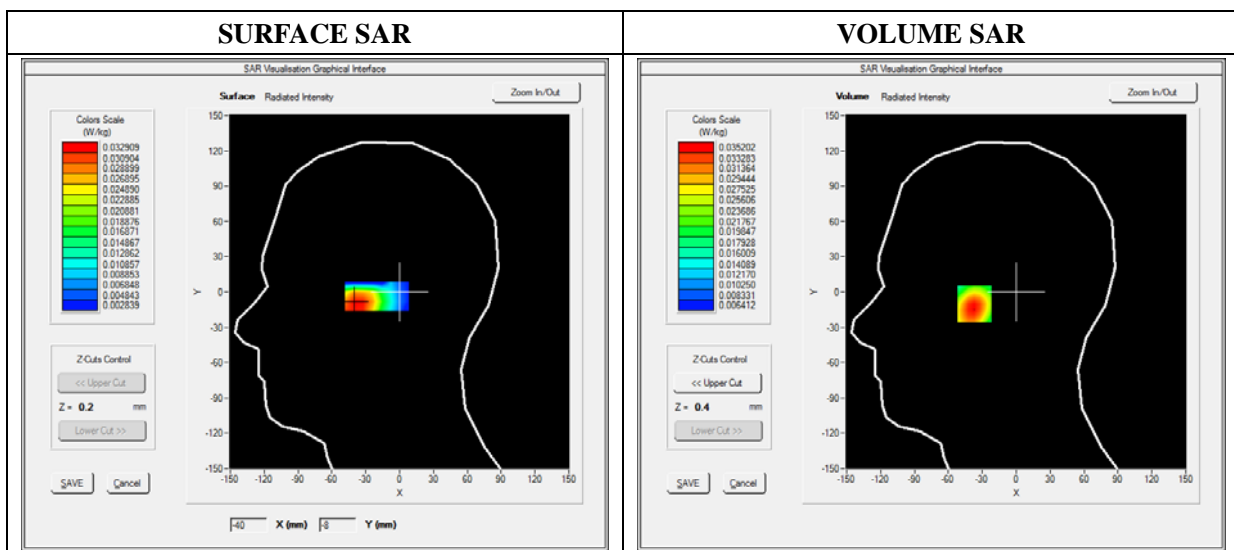 SURFACE SAR
VOLUME SAR
SAR Visualisation Graphical Interface
Surface Radiated Intensity
Zoom In/Out
Colors Scale
(W/kg)
0.032909
0.030904
0.028899
0.026895
0.024890
0.022885
0.020881
0.018876
0.016871
0.014867
0.012862
0.010857
0.008853
0.006848
0.004843
0.002839
Z-Cuts Control
<< Upper Cut
Z = 0.2 mm
Lower Cut >>
SAVE Cancel
150
120
90
60
30
0
-30
-60
-90
-120
-150
Y
-150 -120 -90 -60 -30 0 30 60 90 120 150
X
-40 X (mm) -8 Y (mm)
SAR Visualisation Graphical Interface
Volume Radiated Intensity
Zoom In/Out
Colors Scale
(W/kg)
0.035202
0.033283
0.031364
0.029444
0.027525
0.025606
0.023686
0.021767
0.019847
0.017928
0.016009
0.014089
0.012170
0.010250
0.008331
0.006412
Z-Cuts Control
<< Upper Cut
Z = 0.4 mm
Lower Cut >>
SAVE Cancel
150
120
90
60
30
0
-30
-60
-90
-120
-150
Y
-150 -120 -90 -60 -30 0 30 60 90 120 150
X